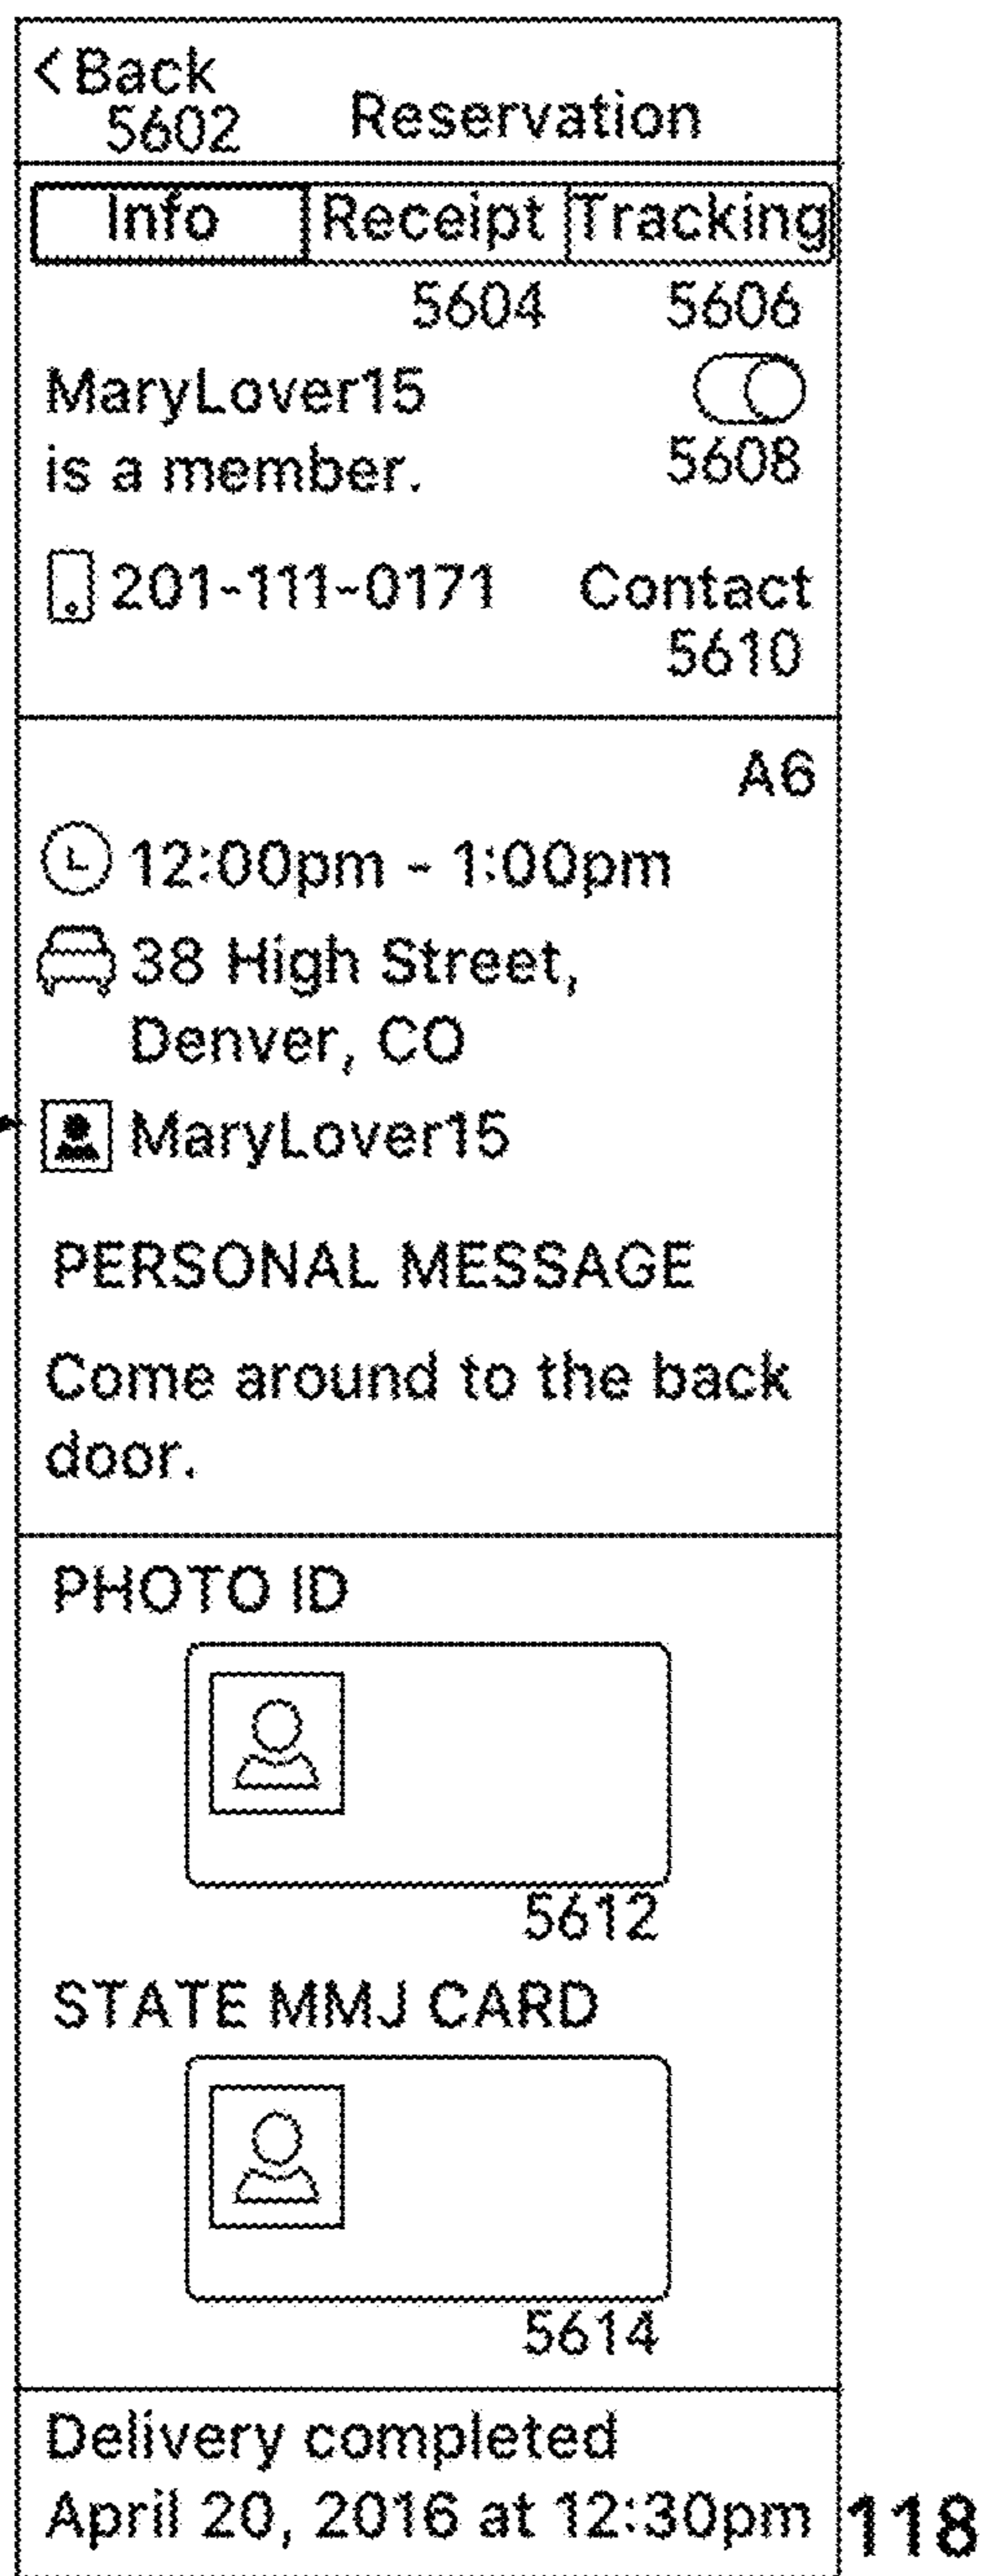 <Back
5602
Reservation
Info Receipt Tracking
5604 5606
MaryLover15
is a member.
5608
201-111-0171 Contact
5610
A6
12:00pm - 1:00pm
38 High Street,
Denver, CO
MaryLover15
PERSONAL MESSAGE
Come around to the back
door.
PHOTO ID
5612
STATE MMJ CARD
5614
Delivery completed
April 20, 2016 at 12:30pm
118